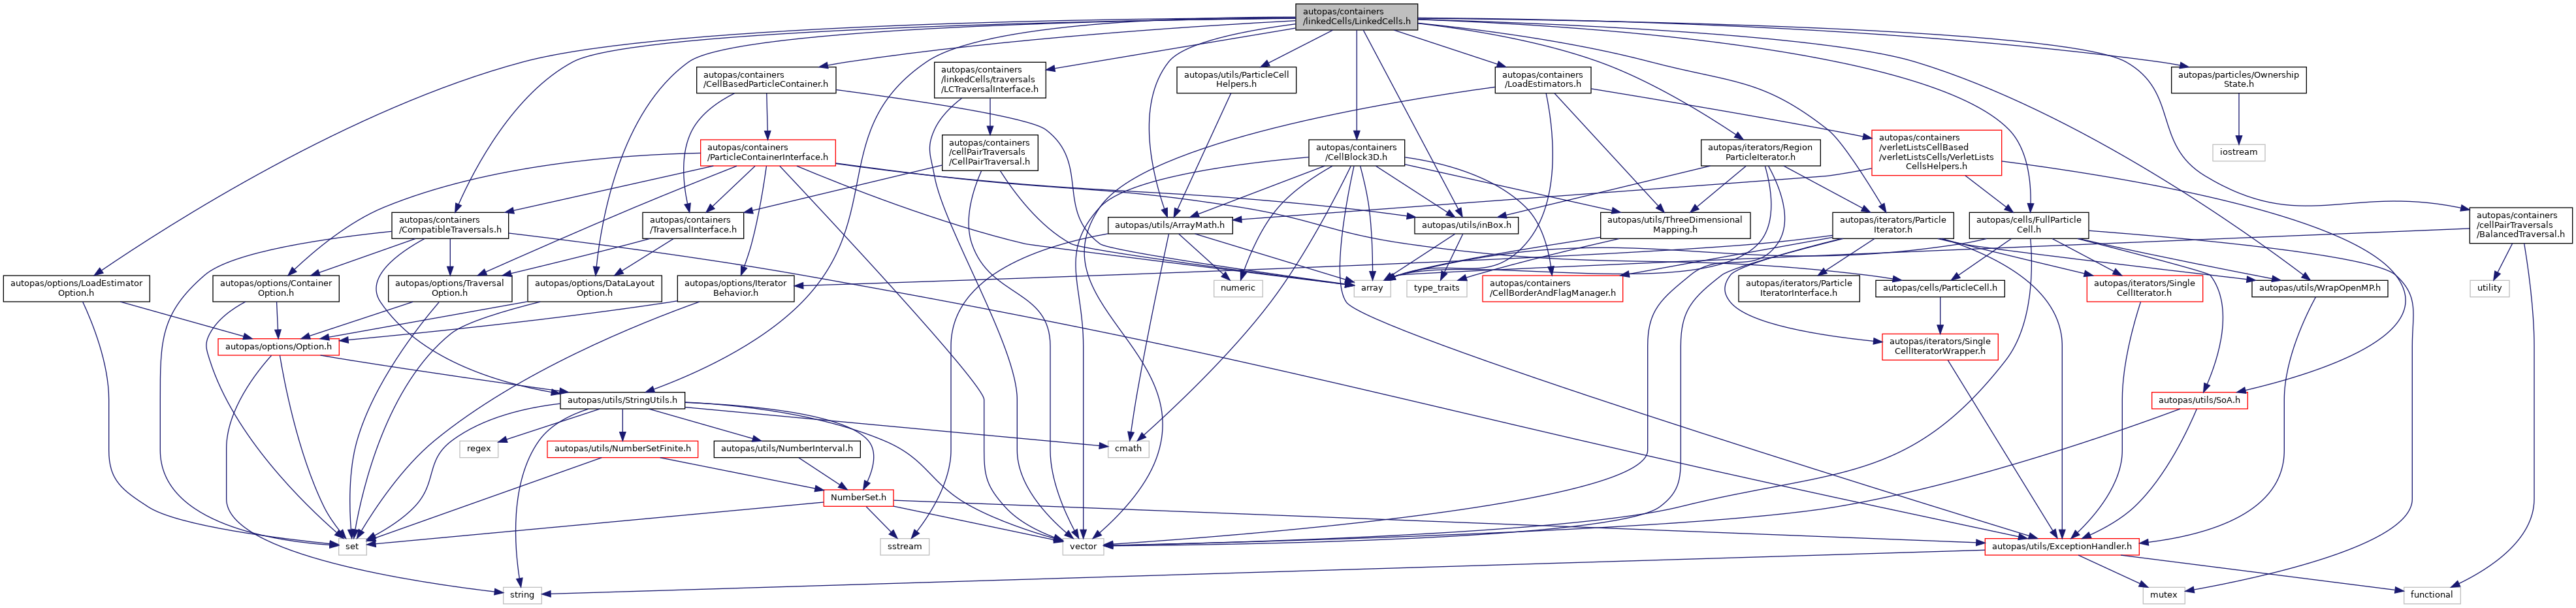 autopas/containers
/linkedCells/LinkedCells.h
autopas/containers
/CellBasedParticleContainer.h
autopas/containers
/linkedCells/traversals
/LCTraversalInterface.h
autopas/utils/ParticleCell
Helpers.h
autopas/containers
/LoadEstimators.h
autopas/particles/Ownership
State.h
autopas/containers
/ParticleContainerInterface.h
autopas/containers
/cellPairTraversals
/CellPairTraversal.h
autopas/containers
/CellBlock3D.h
autopas/iterators/Region
ParticleIterator.h
autopas/containers
/verletListsCellBased
/verletListsCells/VerletLists
CellsHelpers.h
iostream
autopas/containers
/CompatibleTraversals.h
autopas/containers
/TraversalInterface.h
autopas/utils/ArrayMath.h
autopas/utils/inBox.h
autopas/utils/ThreeDimensional
Mapping.h
autopas/iterators/Particle
Iterator.h
autopas/cells/FullParticle
Cell.h
autopas/containers
/cellPairTraversals
/BalancedTraversal.h
autopas/options/LoadEstimator
Option.h
autopas/options/Container
Option.h
autopas/options/Traversal
Option.h
autopas/options/DataLayout
Option.h
autopas/options/Iterator
Behavior.h
numeric
array
type_traits
autopas/containers
/CellBorderAndFlagManager.h
autopas/iterators/Particle
IteratorInterface.h
autopas/cells/ParticleCell.h
autopas/iterators/Single
CellIterator.h
autopas/utils/WrapOpenMP.h
utility
autopas/options/Option.h
autopas/iterators/Single
CellIteratorWrapper.h
autopas/utils/StringUtils.h
autopas/utils/SoA.h
regex
autopas/utils/NumberSetFinite.h
autopas/utils/NumberInterval.h
cmath
NumberSet.h
set
sstream
vector
autopas/utils/ExceptionHandler.h
string
mutex
functional